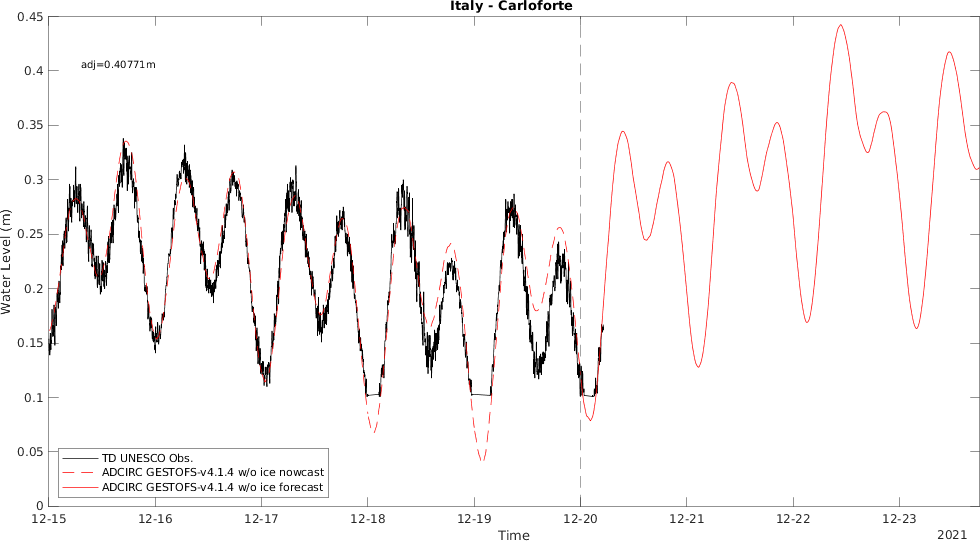 Italy - Carloforte
adj=0.40771m
Water Level (m)
0.45
0.4
0.35
0.3
0.25
0.2
0.15
0.1
0.05
0
TD UNESCO Obs.
ADCIRC GESTOFS-v4.1.4 w/o ice nowcast
ADCIRC GESTOFS-v4.1.4 w/o ice forecast
12-15 12-16 12-17 12-18 12-19 12-20 12-21 12-22 12-23
Time
2021